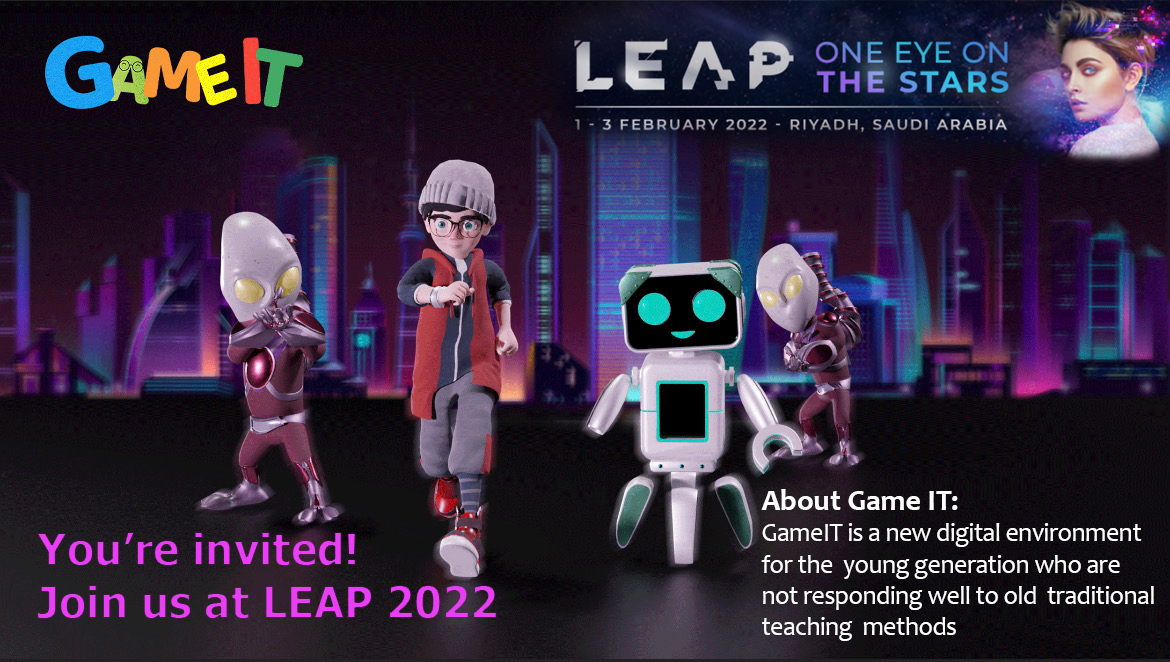 GAME IT
LEAP
ONE EYE ON
THE STARS
1 - 3 FEBRUARY 2022 - RIYADH, SAUDI ARABIA
You're invited!
Join us at LEAP 2022
About Game IT:
GameIT is a new digital environment
for the young generation who are
not responding well to old traditional
teaching methods